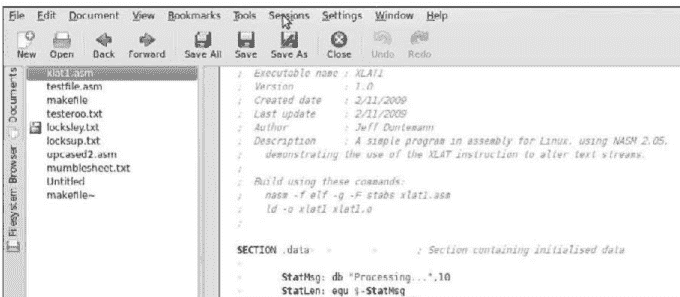 File Edit Document View Bookmarks Tools Sessions Settings Window Help
New Open Back Forward Save All Save Save As Close Undo Redo
Documents
Filesystem Browser
xlat1.asm
testfile.asm
makefile
testeroo.txt
locksley.txt
locksup.txt
upcased2.asm
mumblesheet.txt
Untitled
makefile~
; Executable name : XLAT1
; Version : 1.0
; Created date : 2/11/2009
; Last update : 2/11/2009
; Author : Jeff Duntemann
; Description : A simple program in assembly for Linux, using NASM 2.05,
; demonstrating the use of the XLAT instruction to alter text streams.
;
; Build using these commands:
; nasm -f elf -g -F stabs xlat1.asm
; ld -o xlat1 xlat1.o
;
SECTION .data ; Section containing initialised data
StatMsg: db "Processing...",10
StatLen: equ $-StatMsg